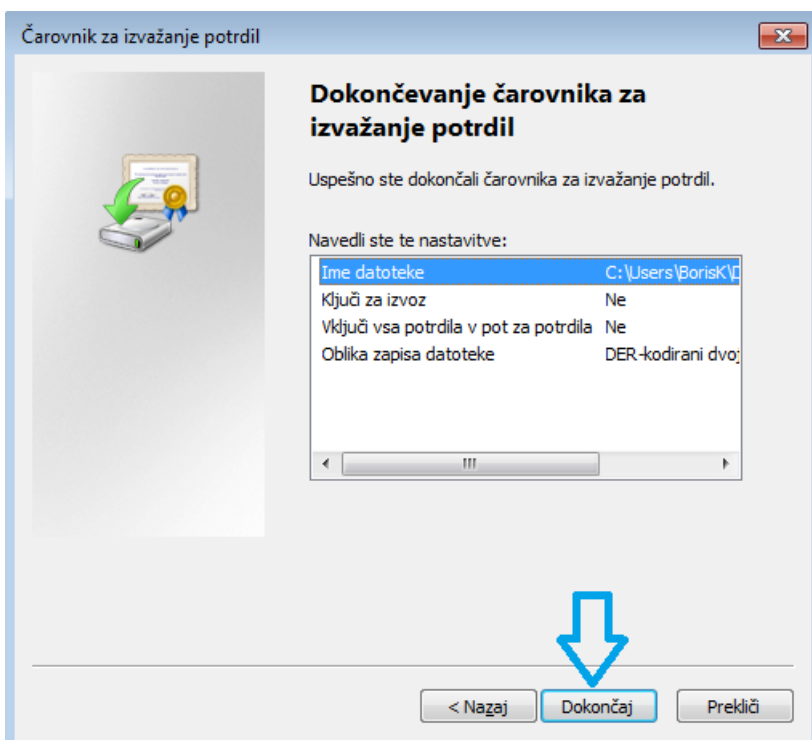 Čarovnik za izvažanje potrdil
Dokončevanje čarovnika za
izvažanje potrdil
Uspešno ste dokončali čarovnika za izvažanje potrdil.
Navedli ste te nastavitve:
Ime datoteke C:\Users\BorisK\D
Ključi za izvoz Ne
Vključi vsa potrdila v pot za potrdila Ne
Oblika zapisa datoteke DER-kodirani dvoj
< Nazaj Dokončaj Prekliči